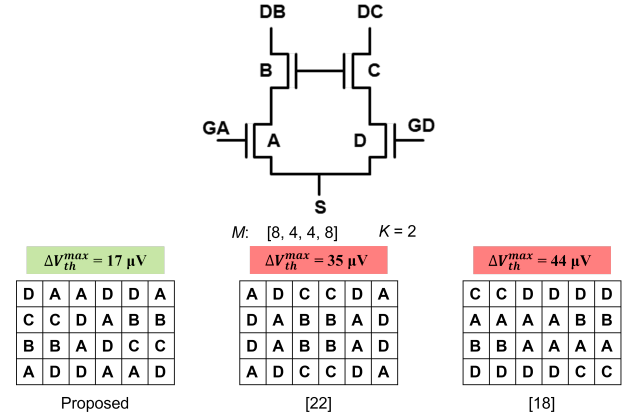 DB DC
B C
GA A D GD
S
M: [8, 4, 4, 8] K = 2
ΔV_th^max = 17 µV ΔV_th^max = 35 µV ΔV_th^max = 44 µV
D A A D D A A D C C D A C C D D D D
C C D A B B D A B B A D A A A A B B
B B A D C C D A B B A D B B A A A A
A D D A A D A D C C D A D D D D C C
Proposed [22] [18]